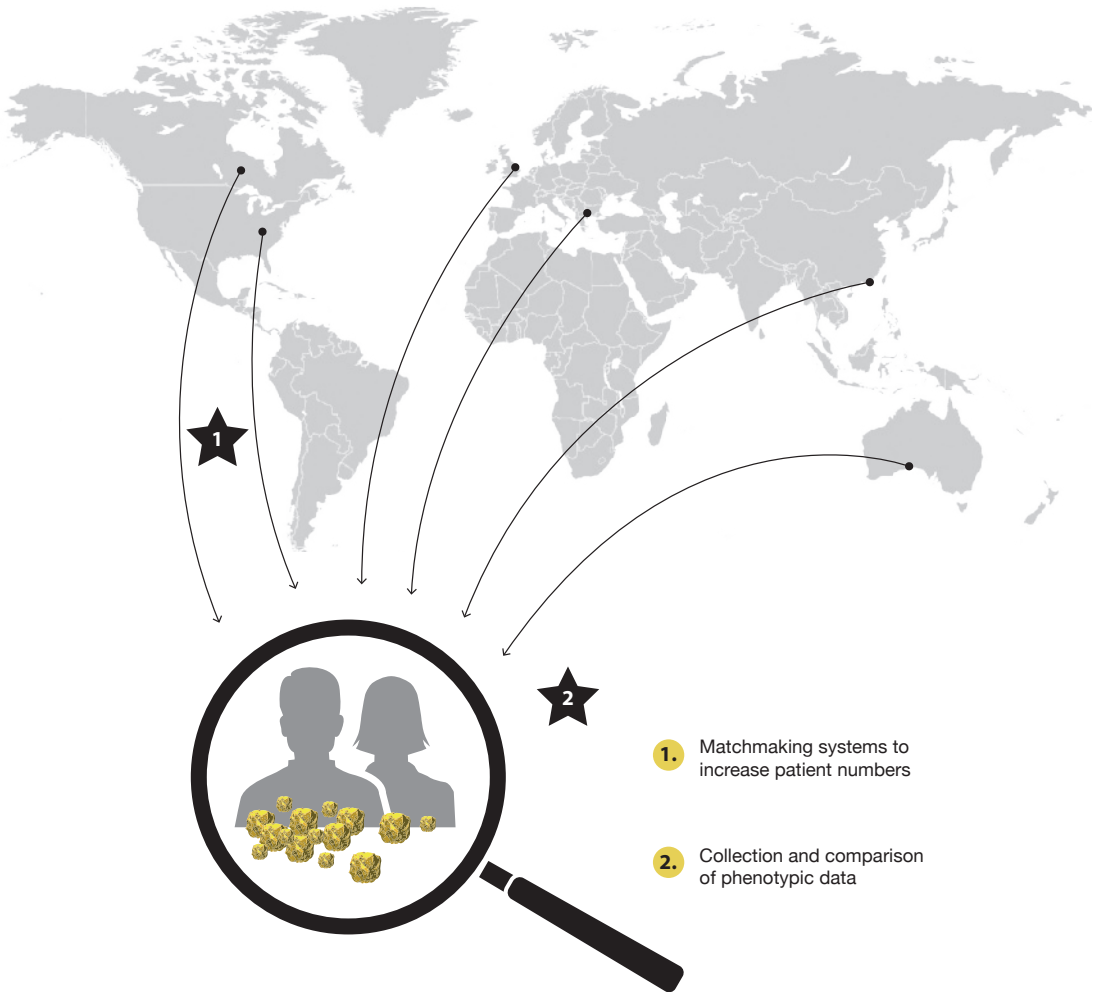 1
2
1. Matchmaking systems to
increase patient numbers
2. Collection and comparison
of phenotypic data